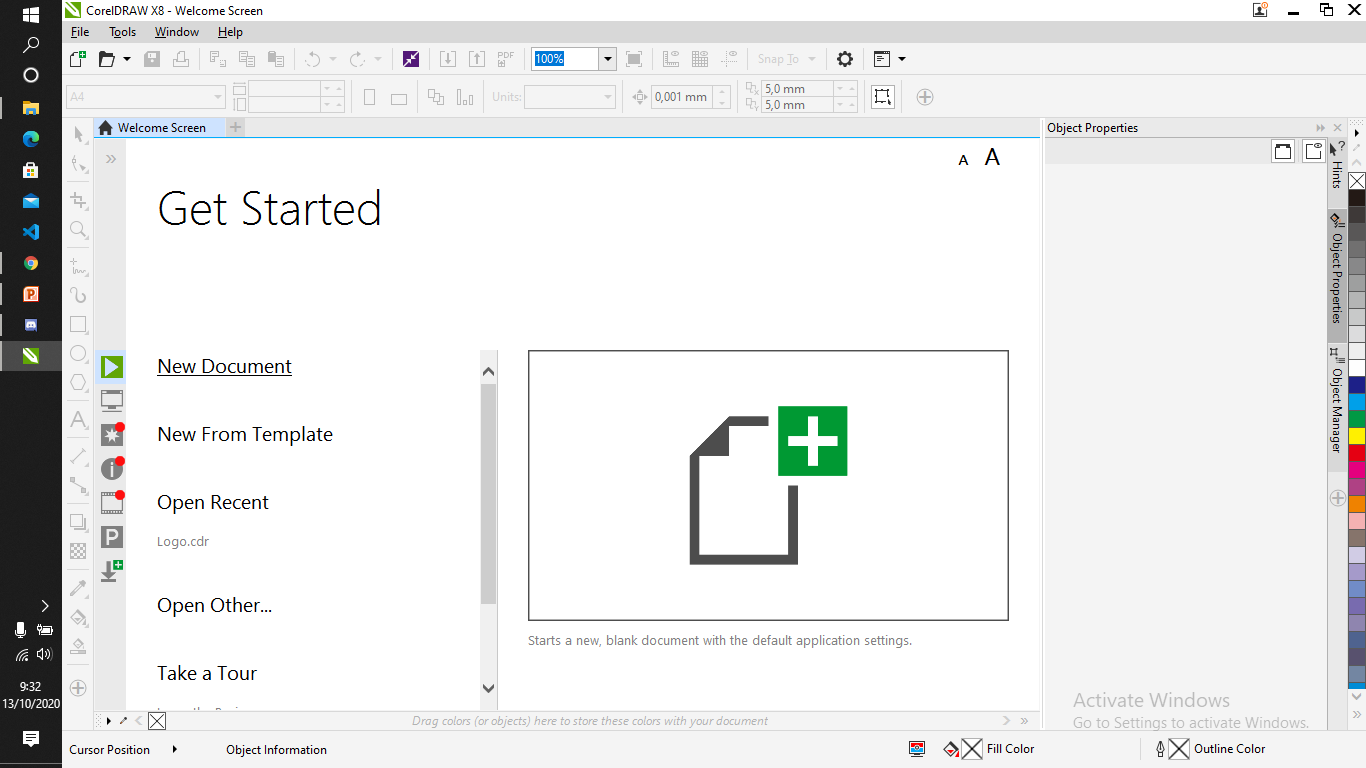 CorelDRAW X8 - Welcome Screen
File Tools Window Help
PDF
100%
Snap To
A4
Units:
0,001 mm
5,0 mm
5,0 mm
Welcome Screen
Object Properties
A A
Get Started
Hints
Object Properties
Object Manager
New Document
New From Template
Open Recent
Logo.cdr
Open Other...
Take a Tour
Starts a new, blank document with the default application settings.
Activate Windows
Go to Settings to activate Windows.
Drag colors (or objects) here to store these colors with your document
Cursor Position
Object Information
Fill Color
Outline Color
9:32
13/10/2020